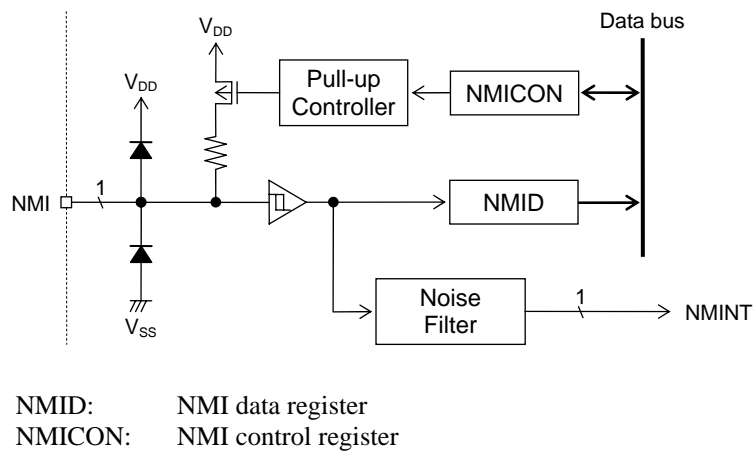 Data bus
VDD
VDD
Pull-up
Controller
NMICON
NMI
1
NMID
Noise
Filter
1
NMINT
VSS
NMID: NMI data register
NMICON: NMI control register